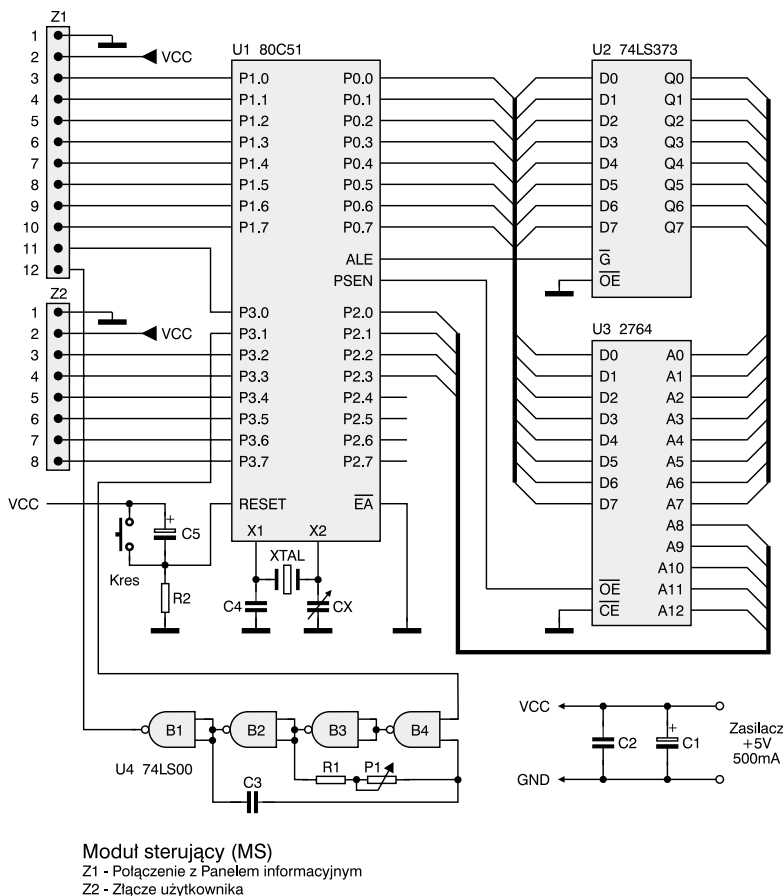 Z1
1
2
3
4
5
6
7
8
9
10
11
12
VCC
Z2
1
2
3
4
5
6
7
8
VCC
U1 80C51
P1.0
P1.1
P1.2
P1.3
P1.4
P1.5
P1.6
P1.7
P3.0
P3.1
P3.2
P3.3
P3.4
P3.5
P3.6
P3.7
RESET
X1
X2
P0.0
P0.1
P0.2
P0.3
P0.4
P0.5
P0.6
P0.7
ALE
PSEN
P2.0
P2.1
P2.2
P2.3
P2.4
P2.5
P2.6
P2.7
EA
U2 74LS373
D0
D1
D2
D3
D4
D5
D6
D7
G
OE
Q0
Q1
Q2
Q3
Q4
Q5
Q6
Q7
U3 2764
D0
D1
D2
D3
D4
D5
D6
D7
OE
CE
A0
A1
A2
A3
A4
A5
A6
A7
A8
A9
A10
A11
A12
VCC
+
C5
Kres
R2
XTAL
C4
CX
B1
B2
B3
B4
U4 74LS00
R1
P1
C3
VCC
GND
C2
+
C1
Zasilacz
+5V
500mA
Moduł sterujący (MS)
Z1 - Połączenie z Panelem informacyjnym
Z2 - Złącze użytkownika